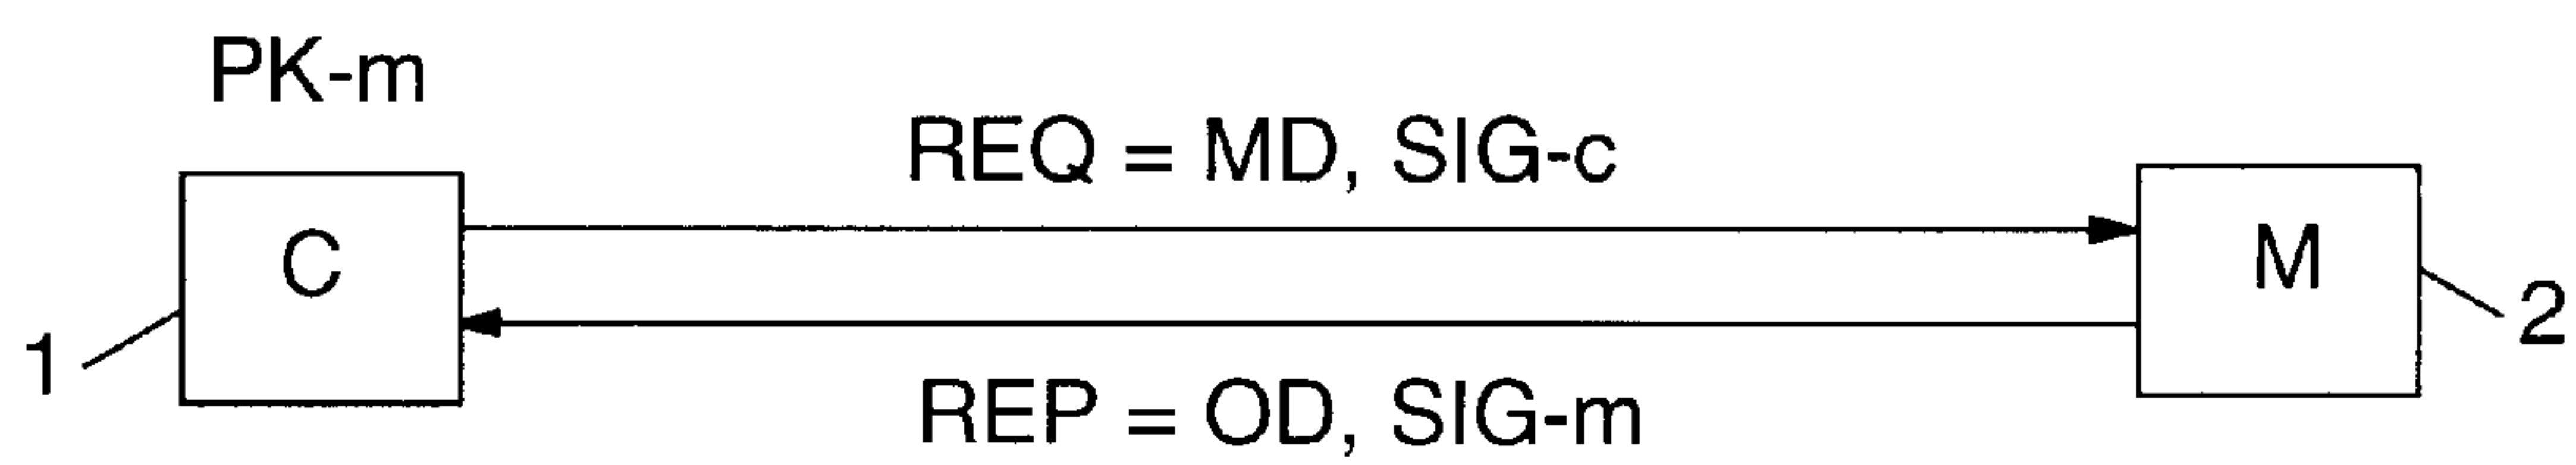 PK-m
REQ = MD, SIG-c
C
M
1
2
REP = OD, SIG-m